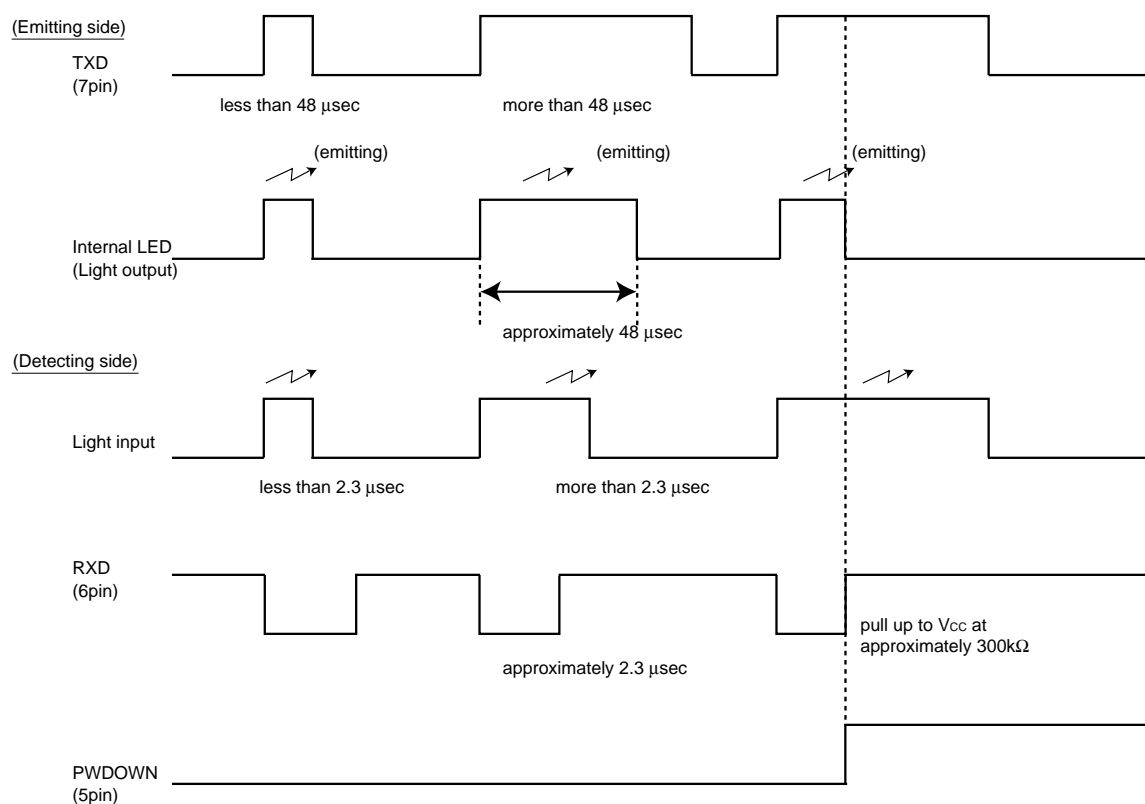 (Emitting side)
TXD
(7pin)
less than 48 μsec
more than 48 μsec
(emitting)
(emitting)
(emitting)
Internal LED
(Light output)
approximately 48 μsec
(Detecting side)
Light input
less than 2.3 μsec
more than 2.3 μsec
RXD
(6pin)
pull up to VCC at
approximately 300kΩ
approximately 2.3 μsec
PWDOWN
(5pin)